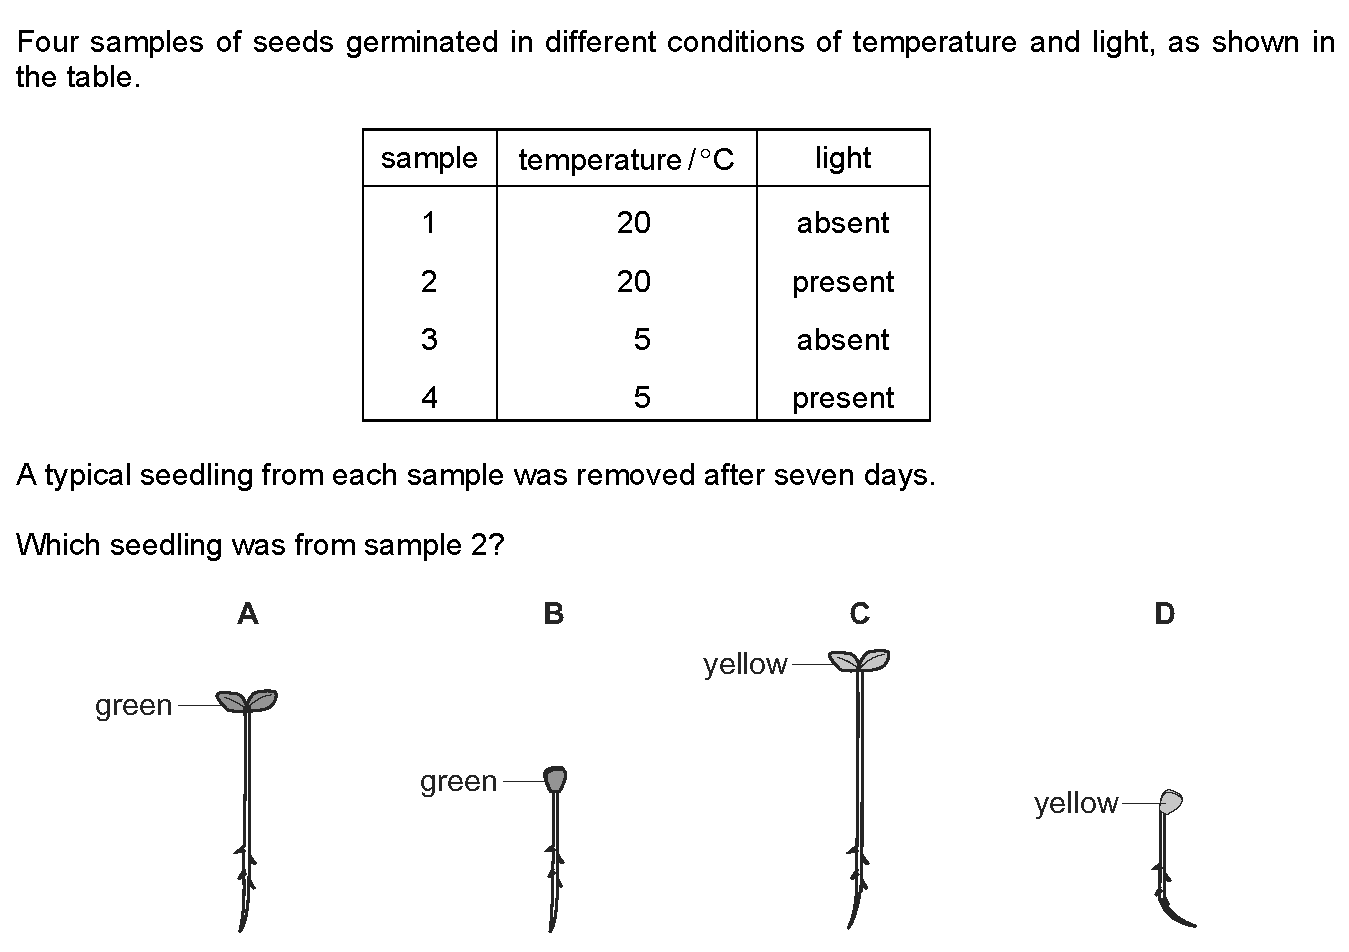 Four samples of seeds germinated in different conditions of temperature and light, as shown in
the table.
sample temperature / °C light
1 20 absent
2 20 present
3 5 absent
4 5 present
A typical seedling from each sample was removed after seven days.
Which seedling was from sample 2?
A B C D
yellow
green
green
yellow